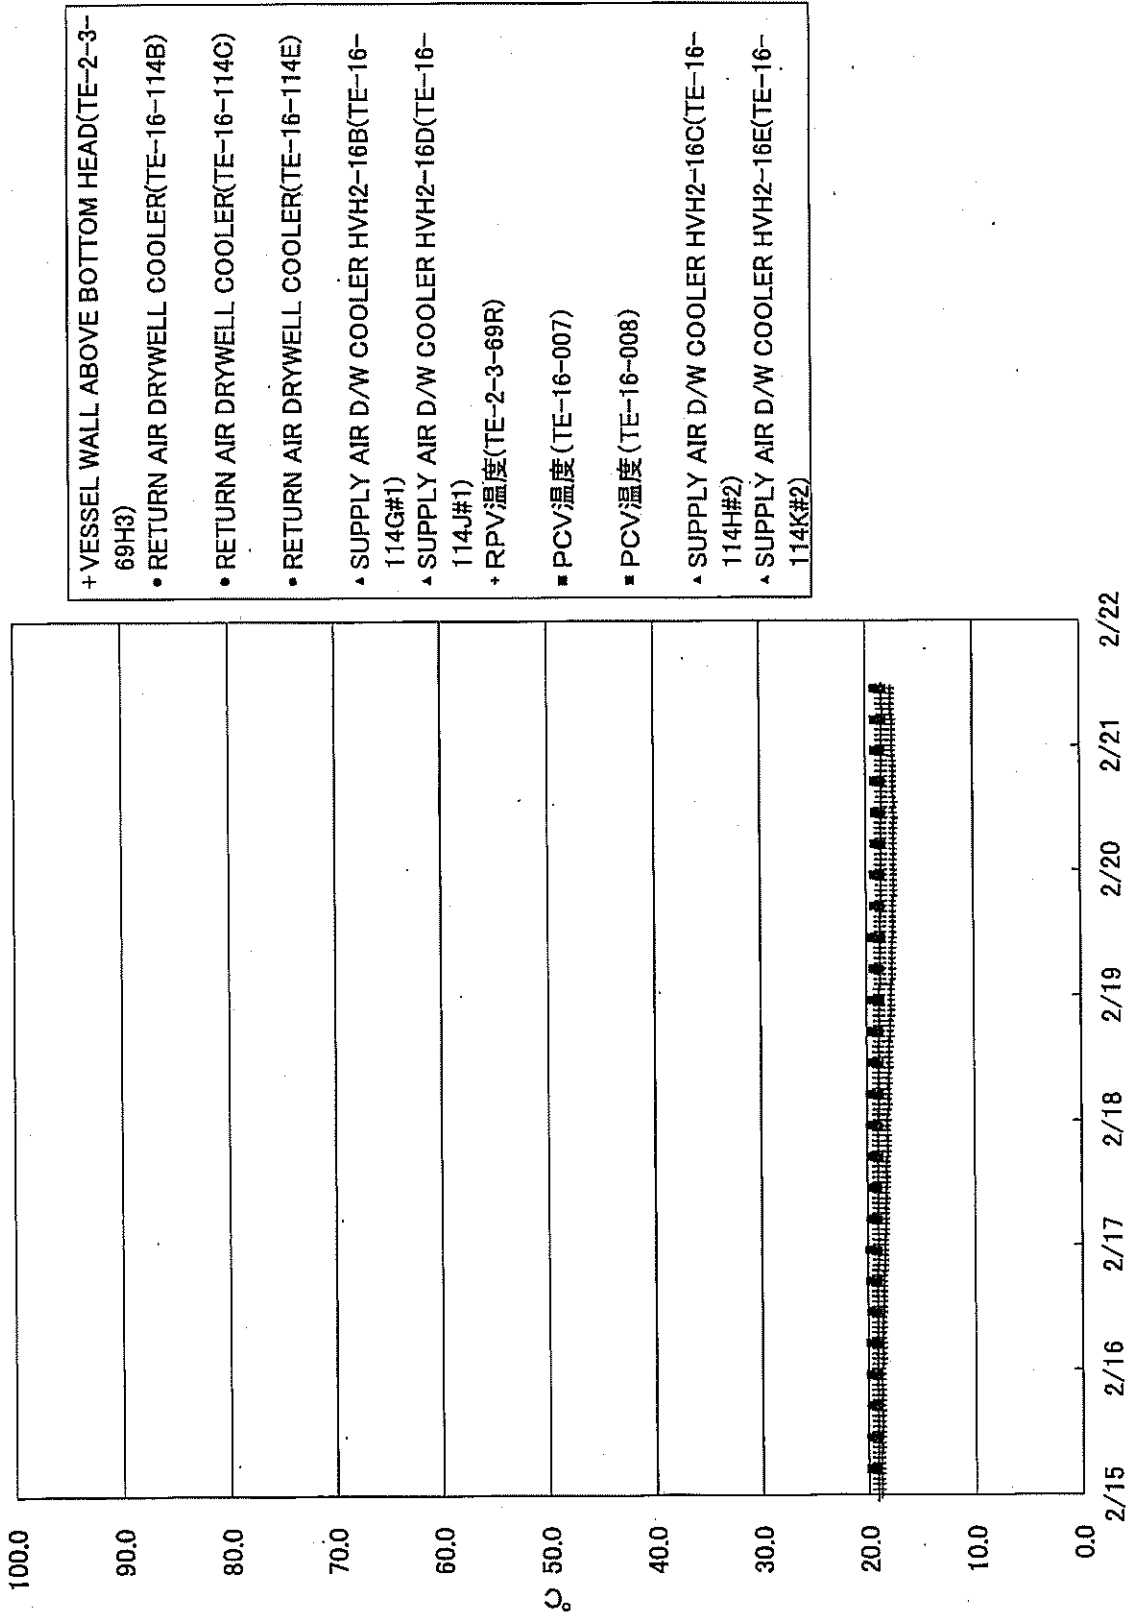 100.0
90.0
80.0
70.0
60.0
50.0
40.0
30.0
20.0
10.0
0.0
℃
2/15
2/16
2/17
2/18
2/19
2/20
2/21
2/22
+ VESSEL WALL ABOVE BOTTOM HEAD(TE-2-3-
69H3)
• RETURN AIR DRYWELL COOLER(TE-16-114B)
• RETURN AIR DRYWELL COOLER(TE-16-114C)
• RETURN AIR DRYWELL COOLER(TE-16-114E)
▲ SUPPLY AIR D/W COOLER HVH2-16B(TE-16-
114G#1)
▲ SUPPLY AIR D/W COOLER HVH2-16D(TE-16-
114J#1)
+ RPV温度(TE-2-3-69R)
■ PCV温度(TE-16-007)
■ PCV温度(TE-16-008)
▲ SUPPLY AIR D/W COOLER HVH2-16C(TE-16-
114H#2)
▲ SUPPLY AIR D/W COOLER HVH2-16E(TE-16-
114K#2)